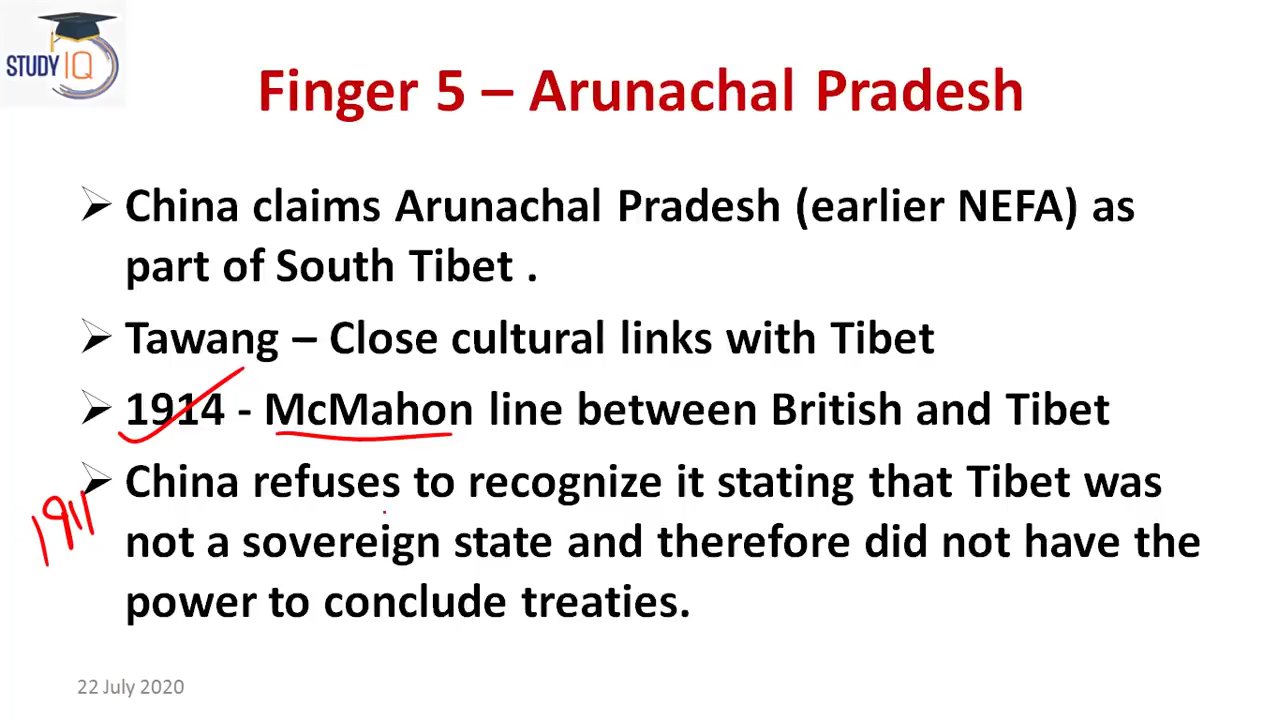 STUDY IQ
Finger 5 – Arunachal Pradesh
➢ China claims Arunachal Pradesh (earlier NEFA) as
part of South Tibet .
➢ Tawang – Close cultural links with Tibet
➢ 1914 - McMahon line between British and Tibet
➢ China refuses to recognize it stating that Tibet was
1911
not a sovereign state and therefore did not have the
power to conclude treaties.
22 July 2020